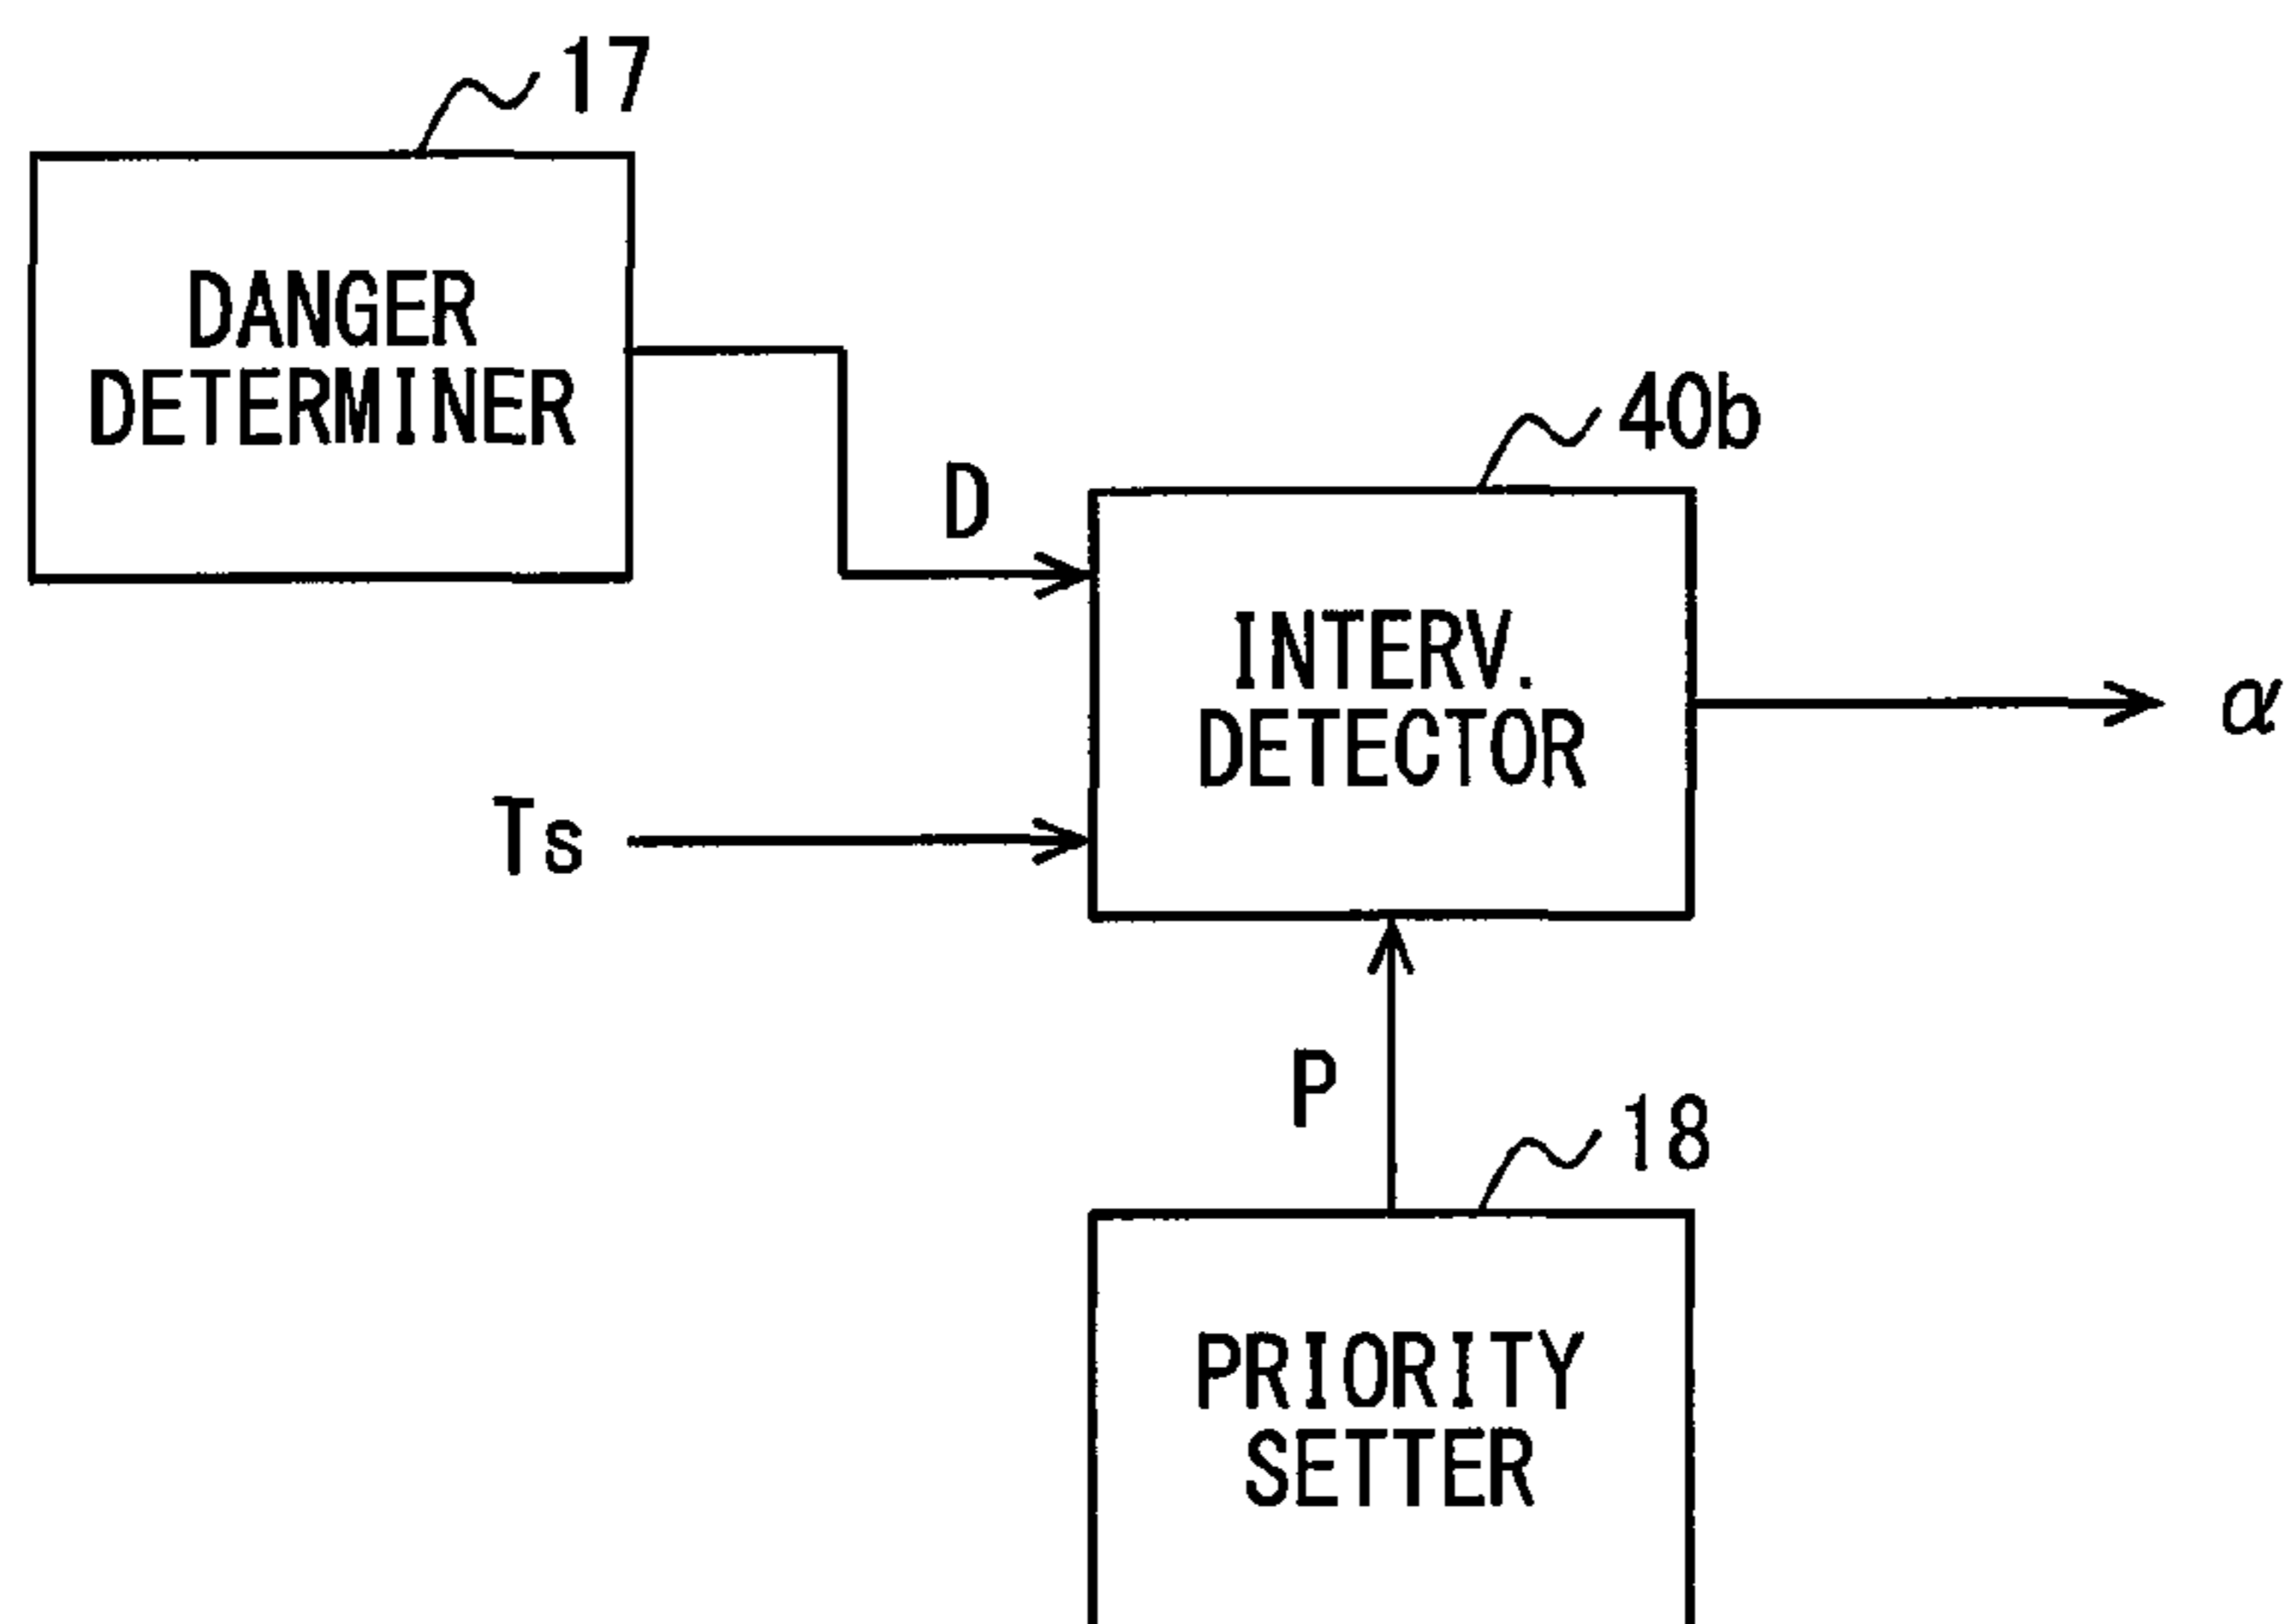 17
DANGER
DETERMINER
40b
D
INTERV.
DETECTOR
α
Ts
P
18
PRIORITY
SETTER